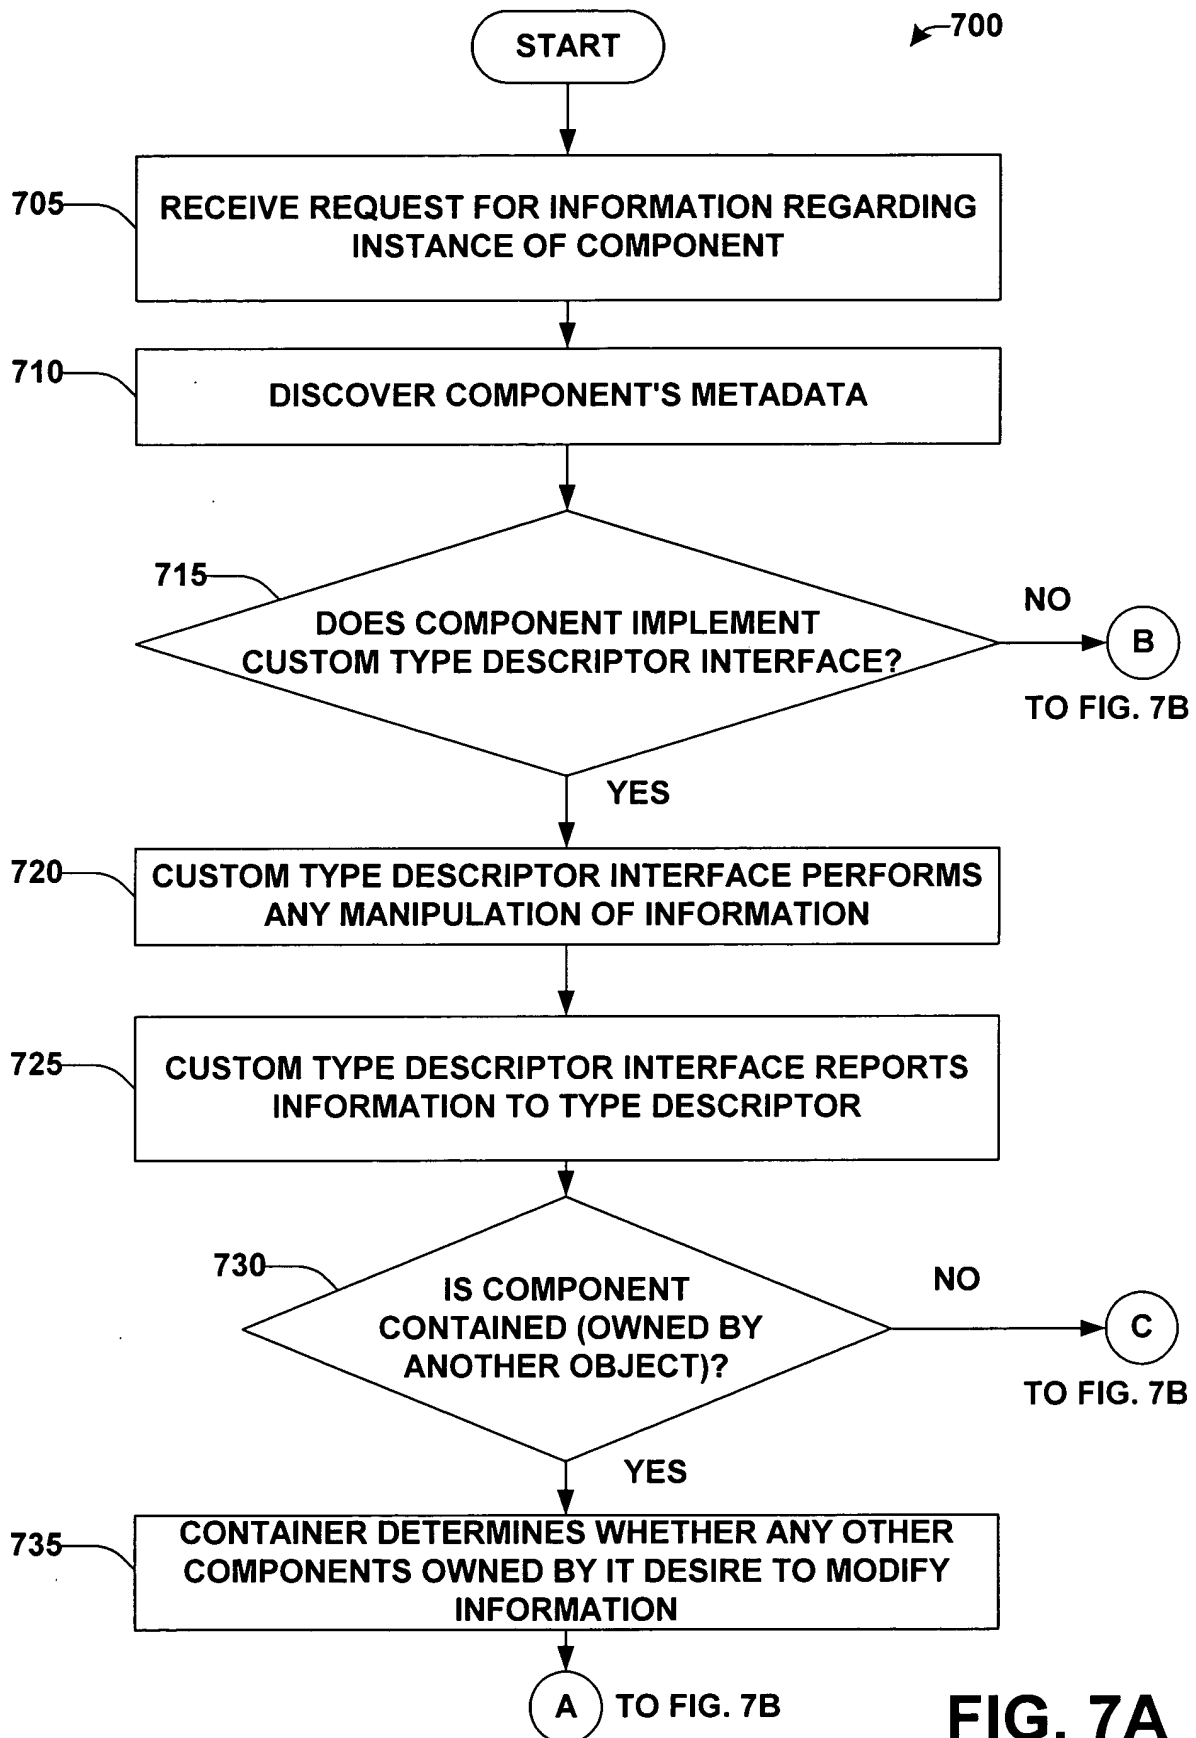 START
700
705
RECEIVE REQUEST FOR INFORMATION REGARDING
INSTANCE OF COMPONENT
710
DISCOVER COMPONENT'S METADATA
715
DOES COMPONENT IMPLEMENT
CUSTOM TYPE DESCRIPTOR INTERFACE?
NO
B
TO FIG. 7B
YES
720
CUSTOM TYPE DESCRIPTOR INTERFACE PERFORMS
ANY MANIPULATION OF INFORMATION
725
CUSTOM TYPE DESCRIPTOR INTERFACE REPORTS
INFORMATION TO TYPE DESCRIPTOR
730
IS COMPONENT
CONTAINED (OWNED BY
ANOTHER OBJECT)?
NO
C
TO FIG. 7B
YES
735
CONTAINER DETERMINES WHETHER ANY OTHER
COMPONENTS OWNED BY IT DESIRE TO MODIFY
INFORMATION
A
TO FIG. 7B
FIG. 7A